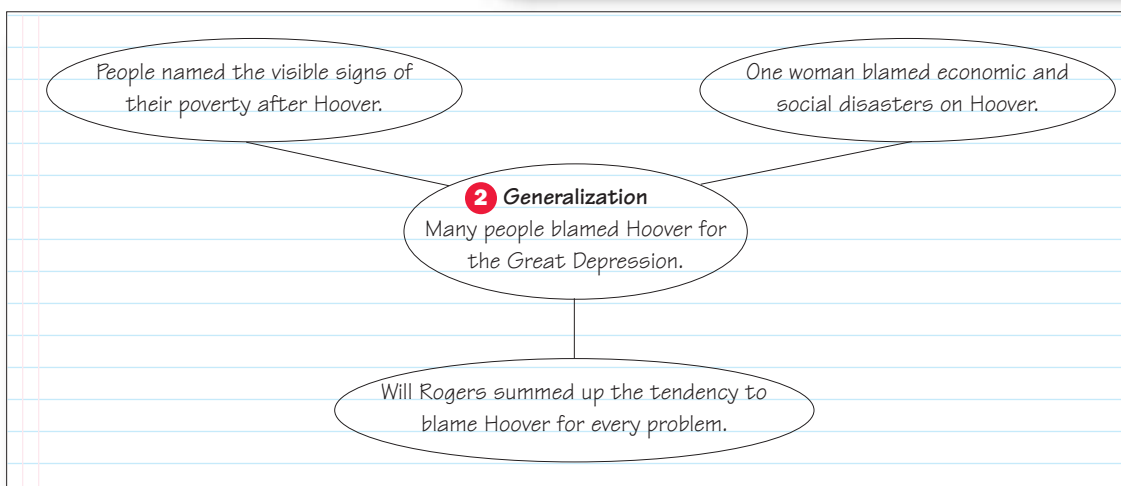 People named the visible signs of
their poverty after Hoover.
One woman blamed economic and
social disasters on Hoover.
2 Generalization
Many people blamed Hoover for
the Great Depression.
Will Rogers summed up the tendency to
blame Hoover for every problem.